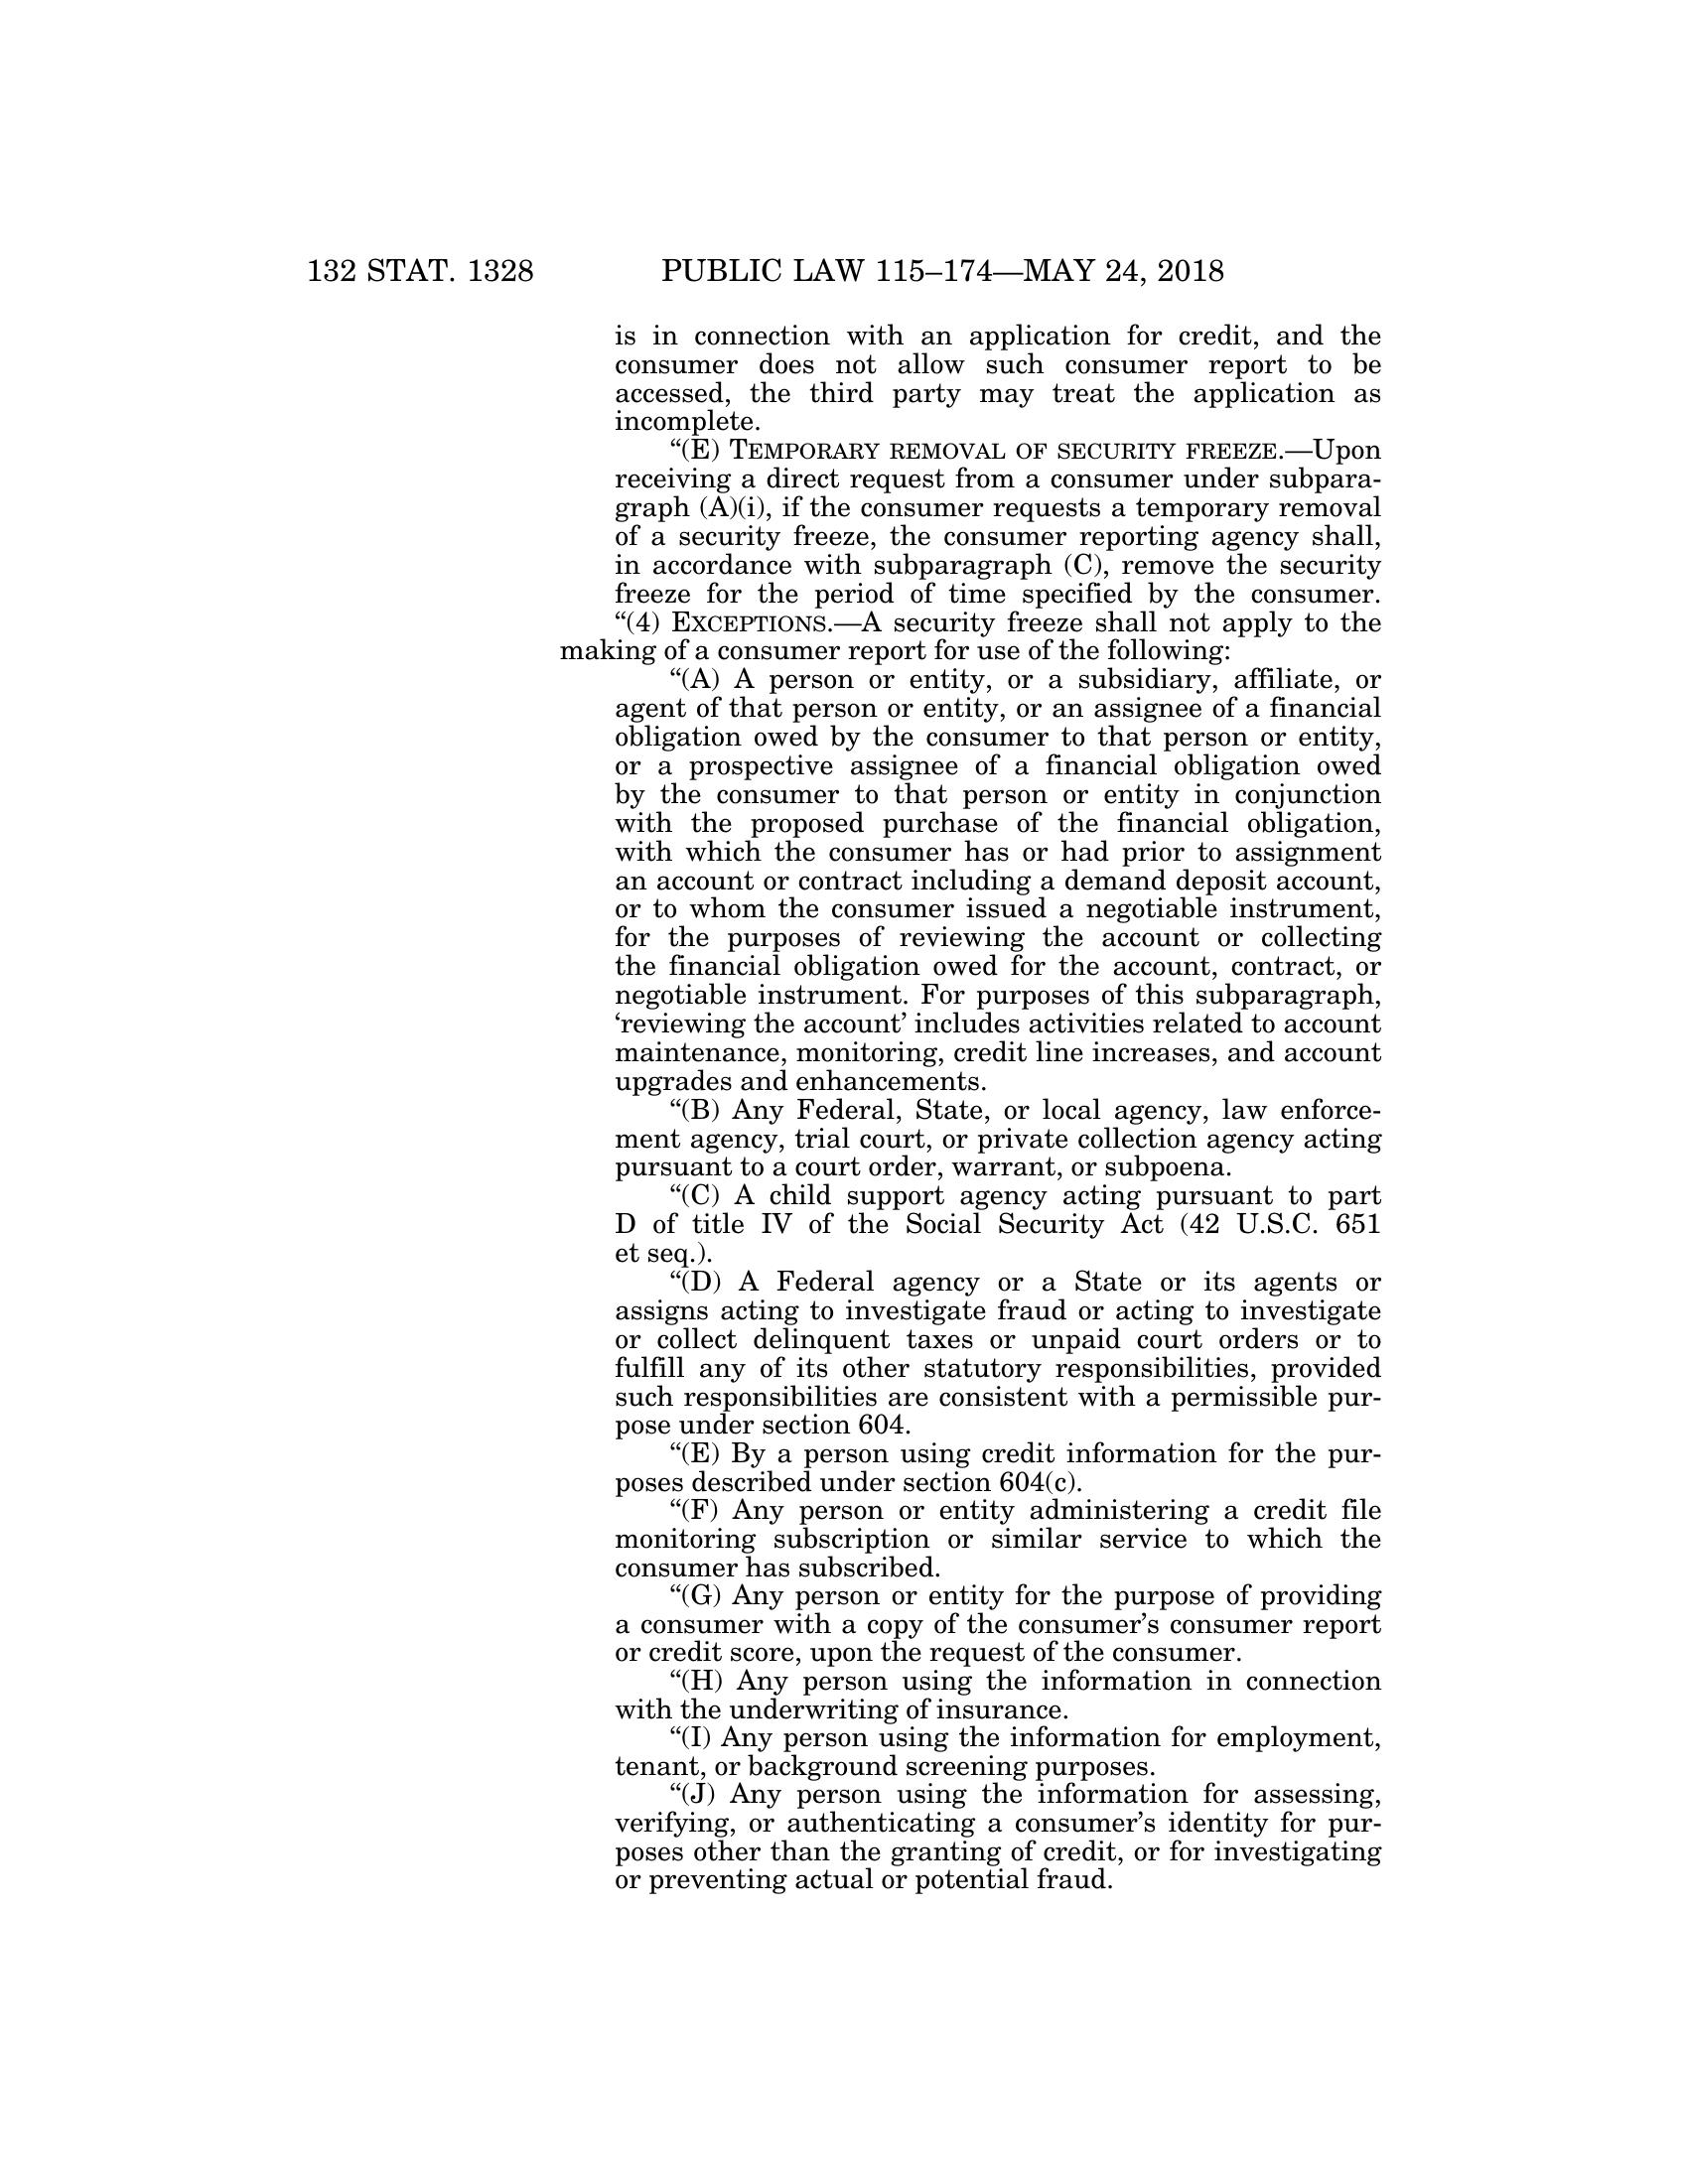 132 STAT. 1328 PUBLIC LAW 115–174—MAY 24, 2018
is in connection with an application for credit, and the
consumer does not allow such consumer report to be
accessed, the third party may treat the application as
incomplete.
“(E) TEMPORARY REMOVAL OF SECURITY FREEZE.—Upon
receiving a direct request from a consumer under subpara-
graph (A)(i), if the consumer requests a temporary removal
of a security freeze, the consumer reporting agency shall,
in accordance with subparagraph (C), remove the security
freeze for the period of time specified by the consumer.
“(4) EXCEPTIONS.—A security freeze shall not apply to the
making of a consumer report for use of the following:
“(A) A person or entity, or a subsidiary, affiliate, or
agent of that person or entity, or an assignee of a financial
obligation owed by the consumer to that person or entity,
or a prospective assignee of a financial obligation owed
by the consumer to that person or entity in conjunction
with the proposed purchase of the financial obligation,
with which the consumer has or had prior to assignment
an account or contract including a demand deposit account,
or to whom the consumer issued a negotiable instrument,
for the purposes of reviewing the account or collecting
the financial obligation owed for the account, contract, or
negotiable instrument. For purposes of this subparagraph,
‘reviewing the account’ includes activities related to account
maintenance, monitoring, credit line increases, and account
upgrades and enhancements.
“(B) Any Federal, State, or local agency, law enforce-
ment agency, trial court, or private collection agency acting
pursuant to a court order, warrant, or subpoena.
“(C) A child support agency acting pursuant to part
D of title IV of the Social Security Act (42 U.S.C. 651
et seq.).
“(D) A Federal agency or a State or its agents or
assigns acting to investigate fraud or acting to investigate
or collect delinquent taxes or unpaid court orders or to
fulfill any of its other statutory responsibilities, provided
such responsibilities are consistent with a permissible pur-
pose under section 604.
“(E) By a person using credit information for the pur-
poses described under section 604(c).
“(F) Any person or entity administering a credit file
monitoring subscription or similar service to which the
consumer has subscribed.
“(G) Any person or entity for the purpose of providing
a consumer with a copy of the consumer’s consumer report
or credit score, upon the request of the consumer.
“(H) Any person using the information in connection
with the underwriting of insurance.
“(I) Any person using the information for employment,
tenant, or background screening purposes.
“(J) Any person using the information for assessing,
verifying, or authenticating a consumer’s identity for pur-
poses other than the granting of credit, or for investigating
or preventing actual or potential fraud.